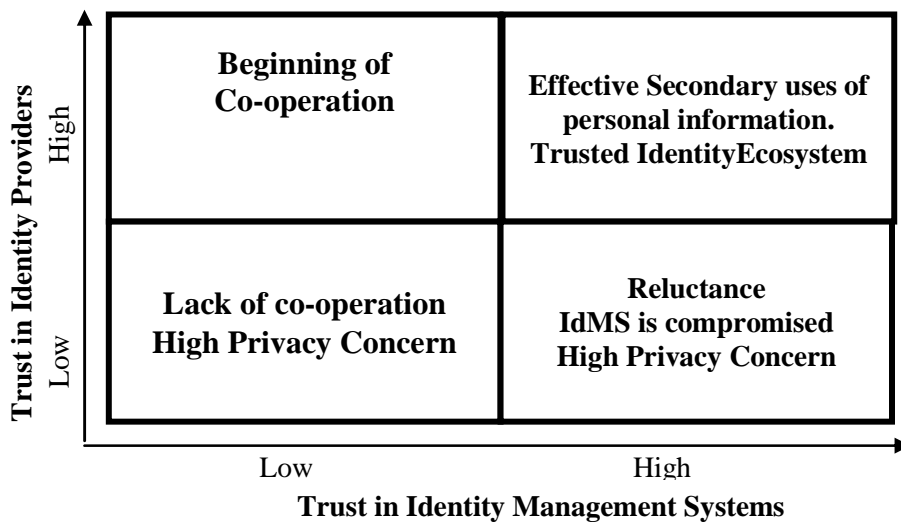 Trust in Identity Providers
High
Low
Beginning of
Co-operation
Effective Secondary uses of
personal information.
Trusted IdentityEcosystem
Lack of co-operation
High Privacy Concern
Reluctance
IdMS is compromised
High Privacy Concern
Low
High
Trust in Identity Management Systems